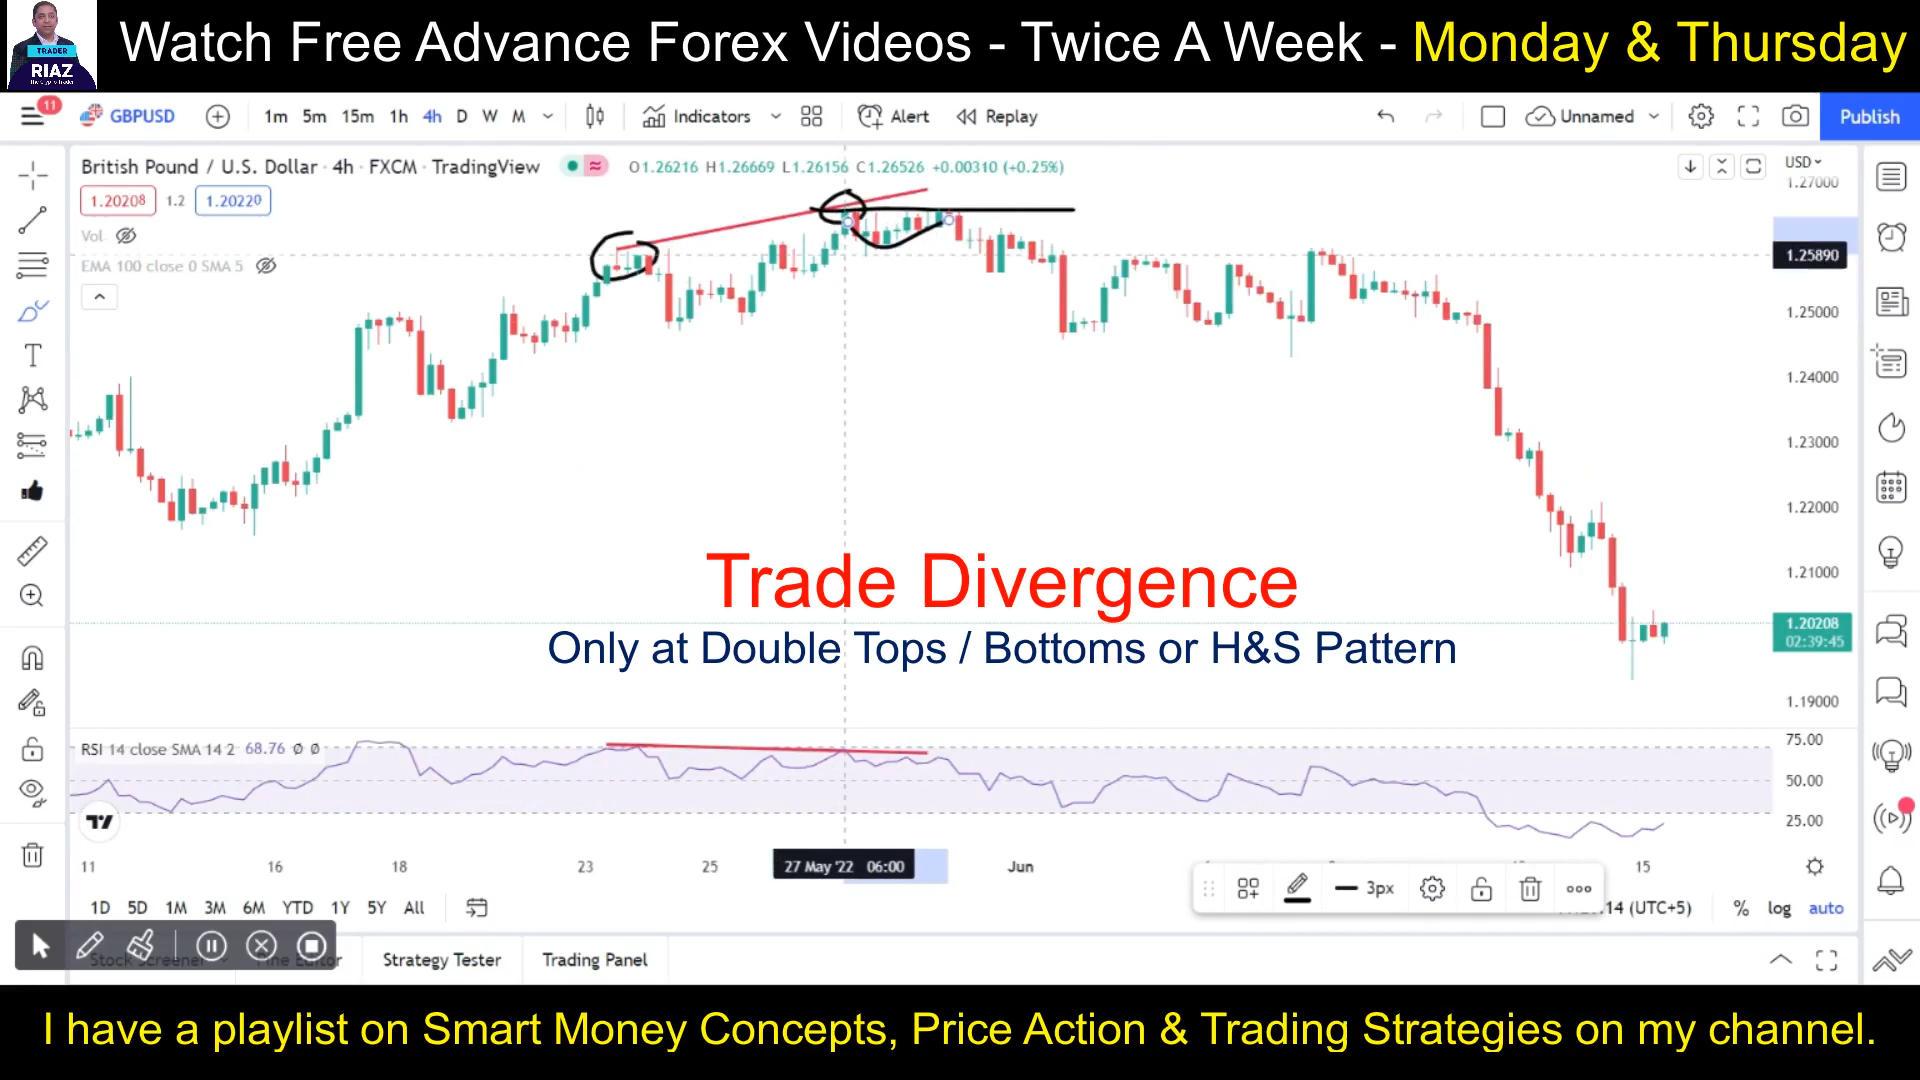 Watch Free Advance Forex Videos - Twice A Week - Monday & Thursday
TRADER
RIAZ
11
GBPUSD
1m 5m 15m 1h 4h D W M
Indicators
Alert
Replay
Unnamed
Publish
British Pound / U.S. Dollar · 4h · FXCM · TradingView
O1.26216 H1.26669 L1.26156 C1.26526 +0.00310 (+0.25%)
USD
1.27000
1.20208 1.2 1.20220
Vol
EMA 100 close 0 SMA 5
1.25890
1.25000
1.24000
1.23000
1.22000
1.21000
Trade Divergence
Only at Double Tops / Bottoms or H&S Pattern
1.20208
02:39:45
1.19000
RSI 14 close SMA 14 2 68.76 Ø Ø
75.00
50.00
25.00
11 16 18 23 25 27 May '22 06:00 Jun 15
3px
1D 5D 1M 3M 6M YTD 1Y 5Y All
14 (UTC+5) % log auto
Stock Screener Pine Editor Strategy Tester Trading Panel
I have a playlist on Smart Money Concepts, Price Action & Trading Strategies on my channel.